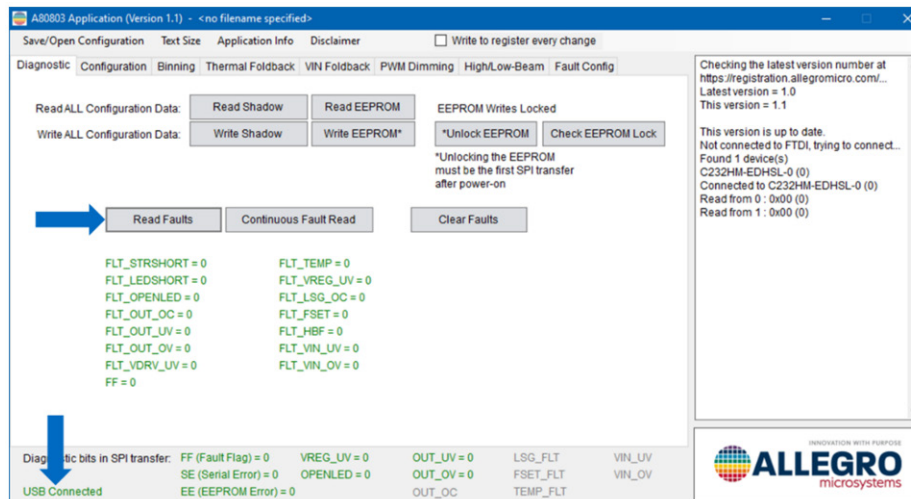 A80803 Application (Version 1.1) - <no filename specified>
Save/Open Configuration Text Size Application Info Disclaimer Write to register every change
Diagnostic Configuration Binning Thermal Foldback VIN Foldback PWM Dimming High/Low-Beam Fault Config
Read ALL Configuration Data: Read Shadow Read EEPROM EEPROM Writes Locked
Write ALL Configuration Data: Write Shadow Write EEPROM* *Unlock EEPROM Check EEPROM Lock
*Unlocking the EEPROM
must be the first SPI transfer
after power-on
Read Faults Continuous Fault Read Clear Faults
FLT_STRSHORT = 0 FLT_TEMP = 0
FLT_LEDSHORT = 0 FLT_VREG_UV = 0
FLT_OPENLED = 0 FLT_LSG_OC = 0
FLT_OUT_OC = 0 FLT_FSET = 0
FLT_OUT_UV = 0 FLT_HBF = 0
FLT_OUT_OV = 0 FLT_VIN_UV = 0
FLT_VDRV_UV = 0 FLT_VIN_OV = 0
FF = 0
Diagnostic bits in SPI transfer: FF (Fault Flag) = 0 VREG_UV = 0 OUT_UV = 0 LSG_FLT VIN_UV
SE (Serial Error) = 0 OPENLED = 0 OUT_OV = 0 FSET_FLT VIN_OV
USB Connected EE (EEPROM Error) = 0 OUT_OC TEMP_FLT
Checking the latest version number at
https://registration.allegromicro.com/...
Latest version = 1.0
This version = 1.1
This version is up to date.
Not connected to FTDI, trying to connect...
Found 1 device(s)
C232HM-EDHSL-0 (0)
Connected to C232HM-EDHSL-0 (0)
Read from 0 : 0x00 (0)
Read from 1 : 0x00 (0)
INNOVATION WITH PURPOSE
ALLEGRO
microsystems